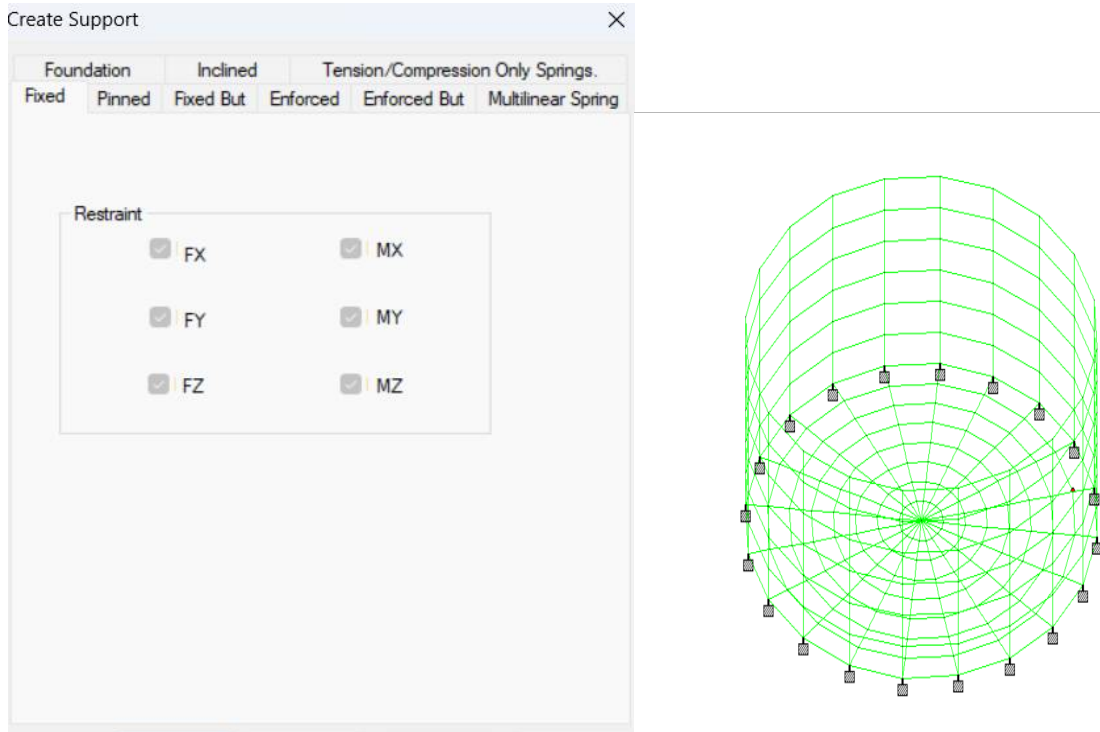 Create Support
Foundation Inclined Tension/Compression Only Springs.
Fixed Pinned Fixed But Enforced Enforced But Multilinear Spring
Restraint
FX MX
FY MY
FZ MZ